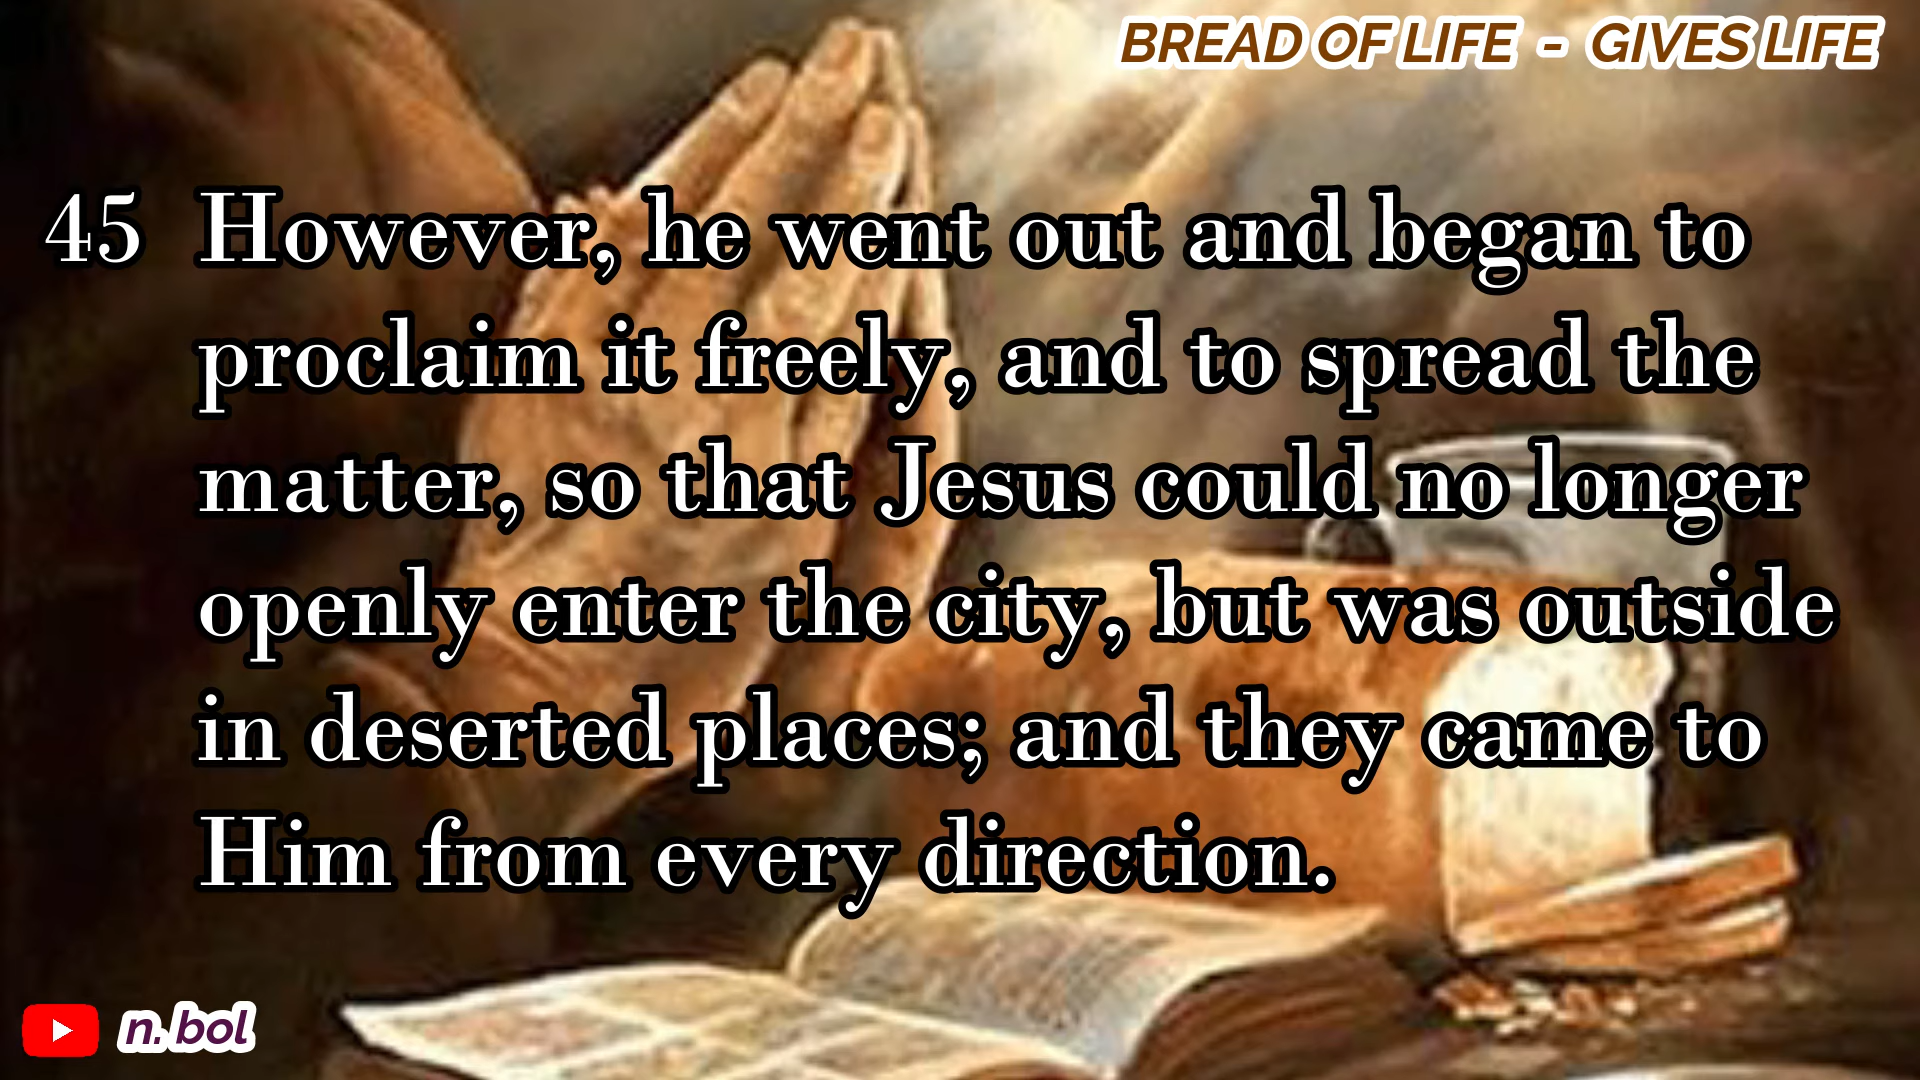 BREAD OF LIFE - GIVES LIFE
45 However, he went out and began to
proclaim it freely, and to spread the
matter, so that Jesus could no longer
openly enter the city, but was outside
in deserted places; and they came to
Him from every direction.
n. bol